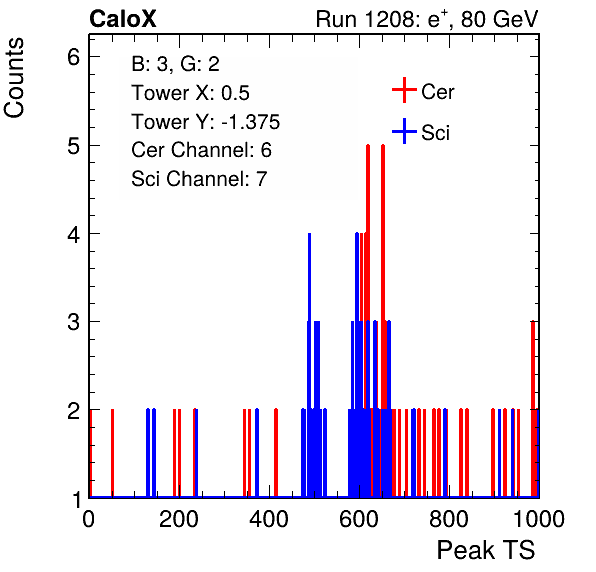 CaloX
Run 1208: e+, 80 GeV
Counts
B: 3, G: 2
Tower X: 0.5
Tower Y: -1.375
Cer Channel: 6
Sci Channel: 7
Cer
Sci
6
5
4
3
2
1
0 200 400 600 800 1000
Peak TS